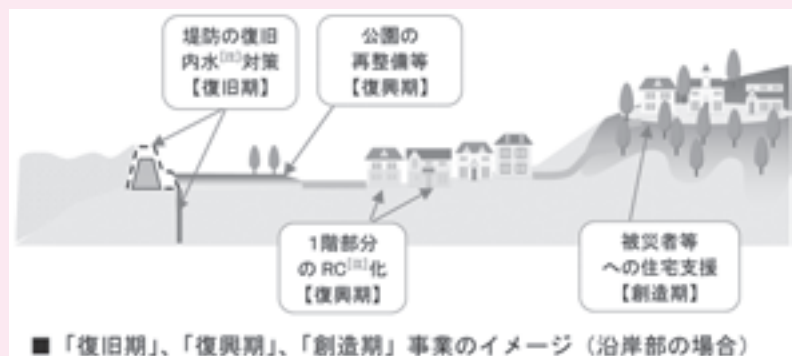 堤防の復旧
内水[注]対策
【復旧期】
公園の
再整備等
【復興期】
1階部分
のRC[注]化
【復興期】
被災者等
への住宅支援
【創造期】
■「復旧期」、「復興期」、「創造期」事業のイメージ（沿岸部の場合）